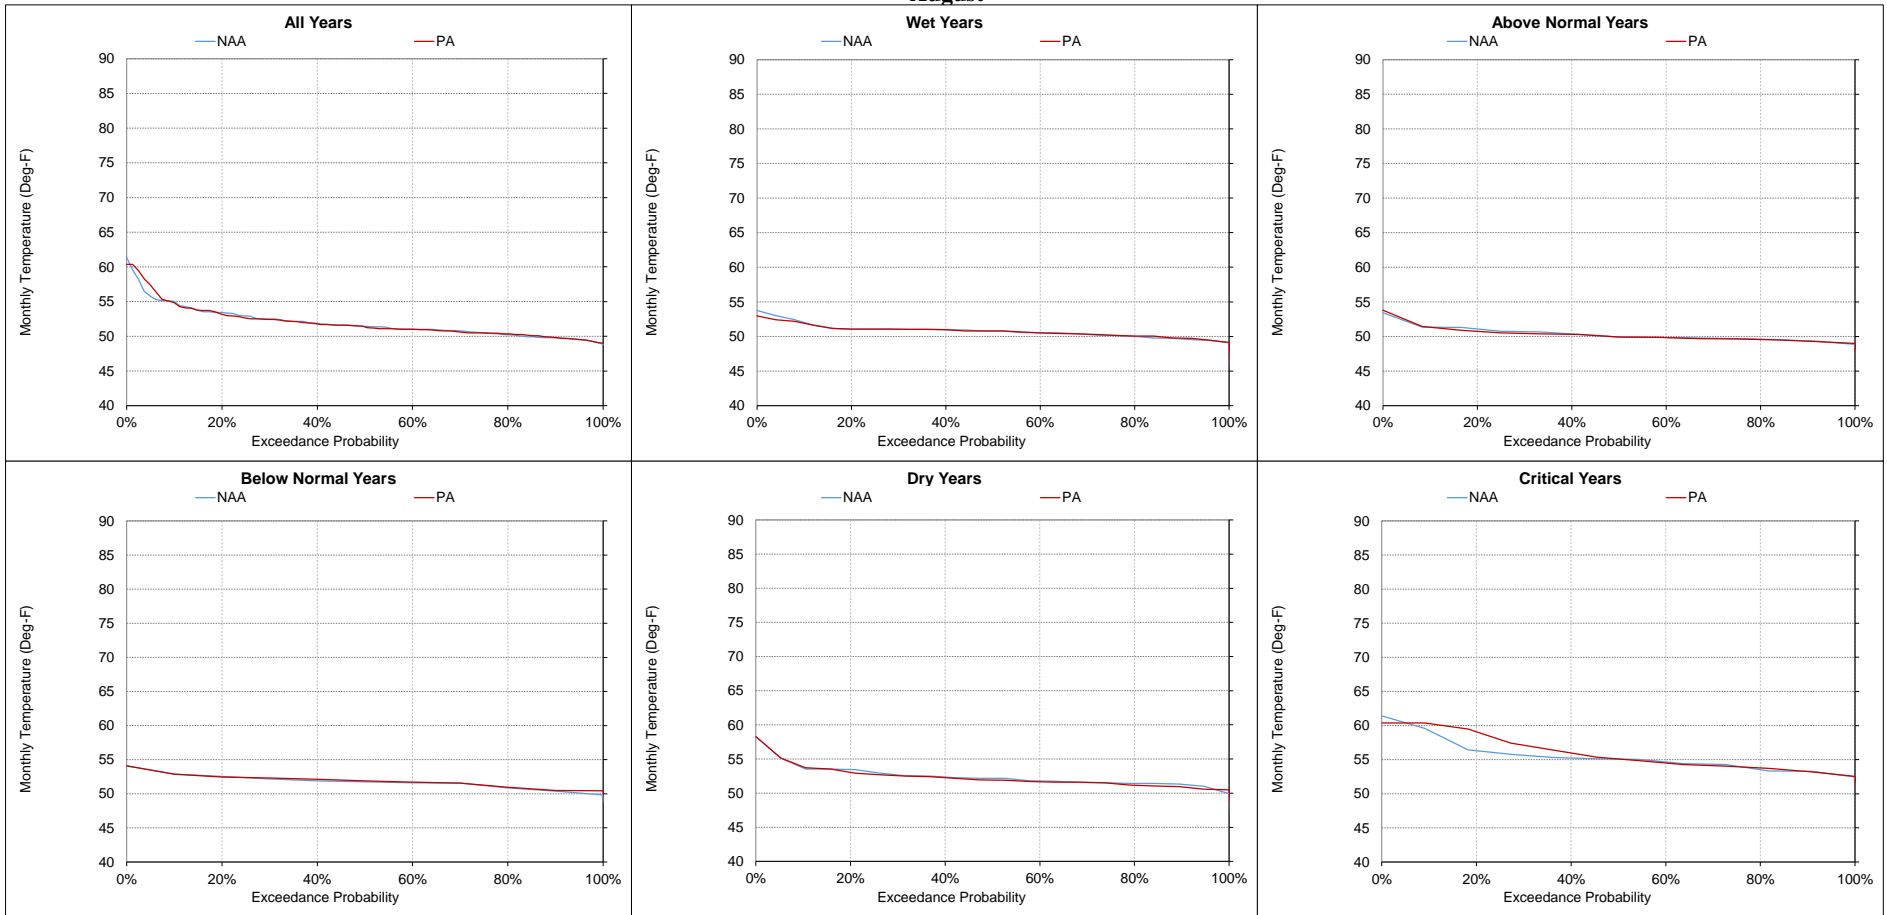 August
All Years
NAA PA
90
85
80
75
70
65
60
55
50
45
40
0% 20% 40% 60% 80% 100%
Exceedance Probability
Monthly Temperature (Deg-F)
Wet Years
NAA PA
90
85
80
75
70
65
60
55
50
45
40
0% 20% 40% 60% 80% 100%
Exceedance Probability
Monthly Temperature (Deg-F)
Above Normal Years
NAA PA
90
85
80
75
70
65
60
55
50
45
40
0% 20% 40% 60% 80% 100%
Exceedance Probability
Monthly Temperature (Deg-F)
Below Normal Years
NAA PA
90
85
80
75
70
65
60
55
50
45
40
0% 20% 40% 60% 80% 100%
Exceedance Probability
Monthly Temperature (Deg-F)
Dry Years
NAA PA
90
85
80
75
70
65
60
55
50
45
40
0% 20% 40% 60% 80% 100%
Exceedance Probability
Monthly Temperature (Deg-F)
Critical Years
NAA PA
90
85
80
75
70
65
60
55
50
45
40
0% 20% 40% 60% 80% 100%
Exceedance Probability
Monthly Temperature (Deg-F)